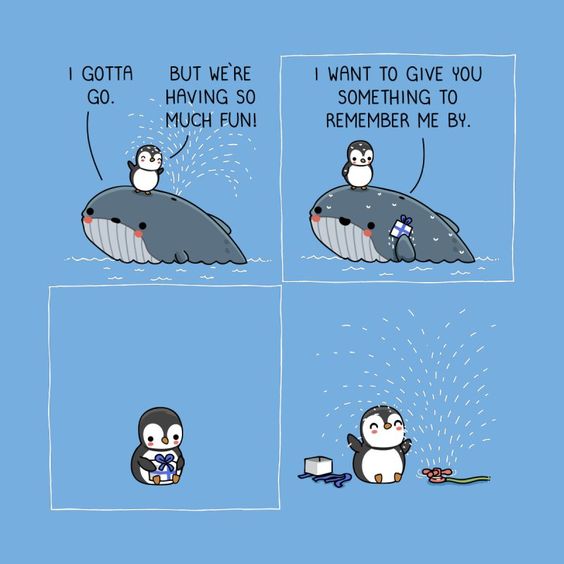 I GOTTA
GO.
BUT WE'RE
HAVING SO
MUCH FUN!
I WANT TO GIVE YOU
SOMETHING TO
REMEMBER ME BY.